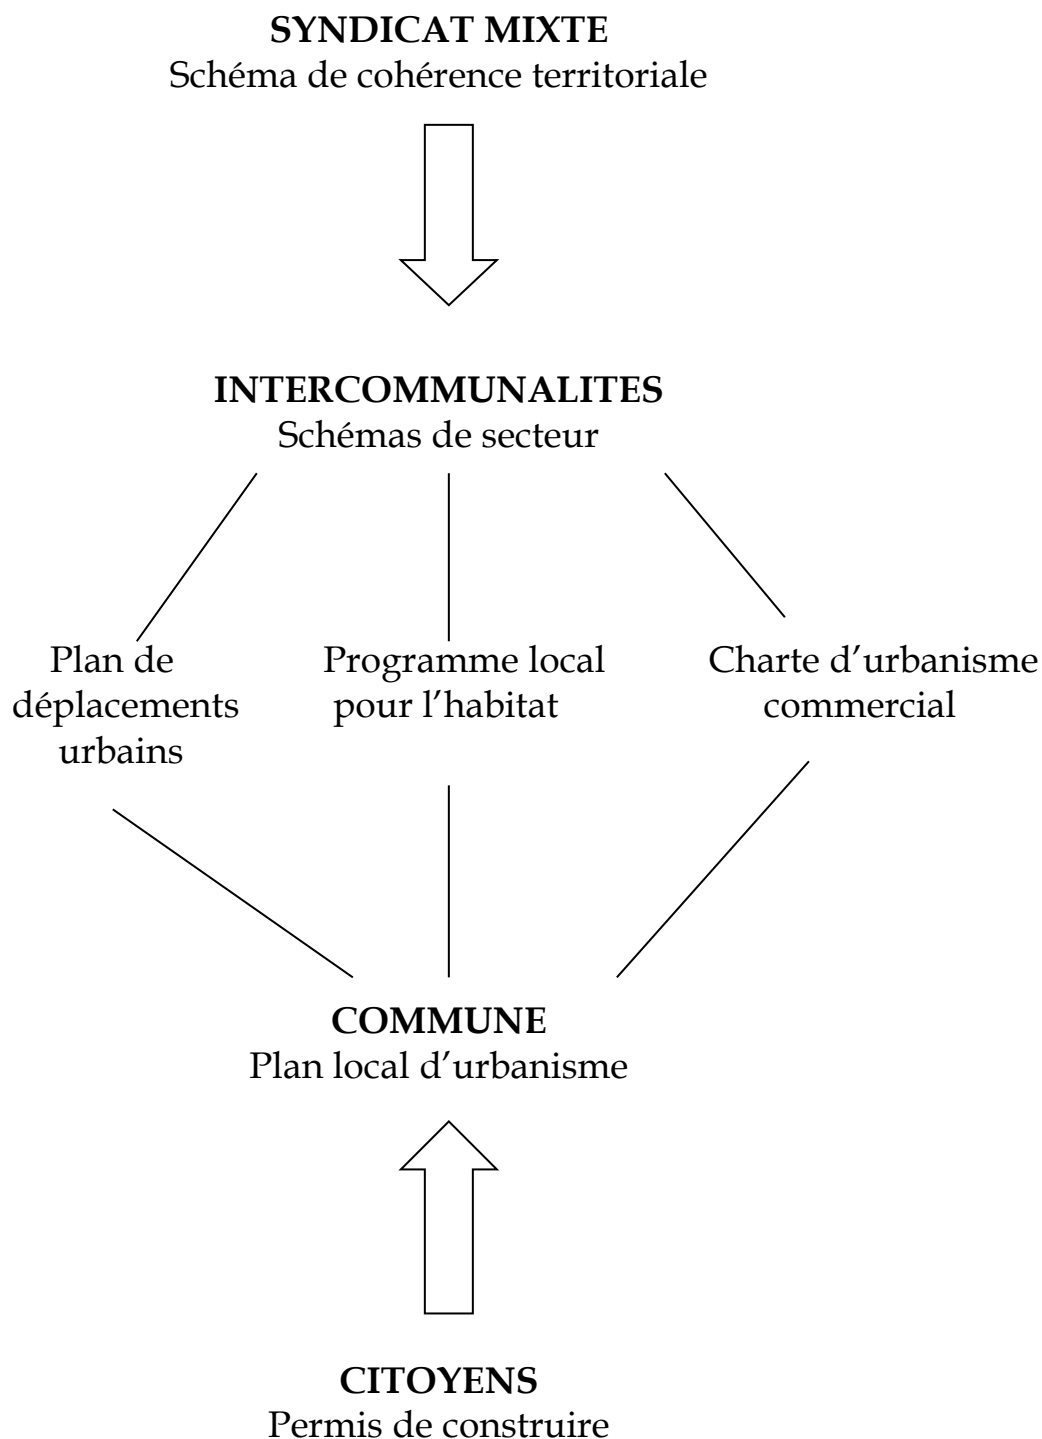 SYNDICAT MIXTE
Schéma de cohérence territoriale
INTERCOMMUNALITES
Schémas de secteur
Plan de
déplacements
urbains
Programme local
pour l’habitat
Charte d’urbanisme
commercial
COMMUNE
Plan local d’urbanisme
CITOYENS
Permis de construire